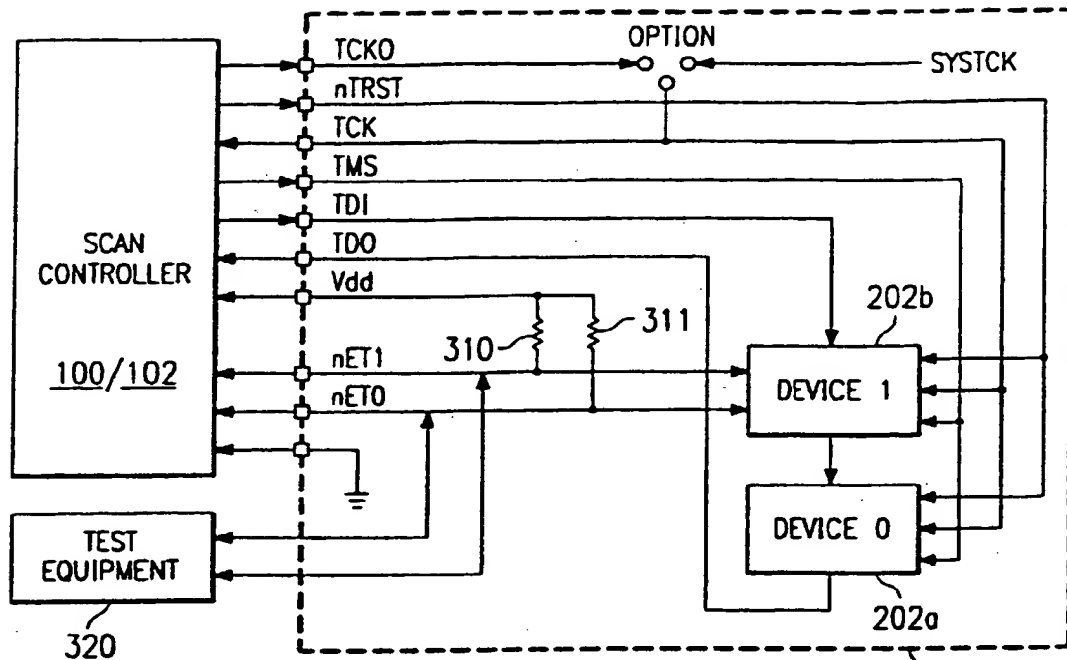 OPTION
TCKO
SYSTCK
nTRST
TCK
TMS
TDI
TDO
Vdd
SCAN
CONTROLLER
100/102
310
311
202b
nET1
nET0
DEVICE 1
DEVICE 0
TEST
EQUIPMENT
320
202a